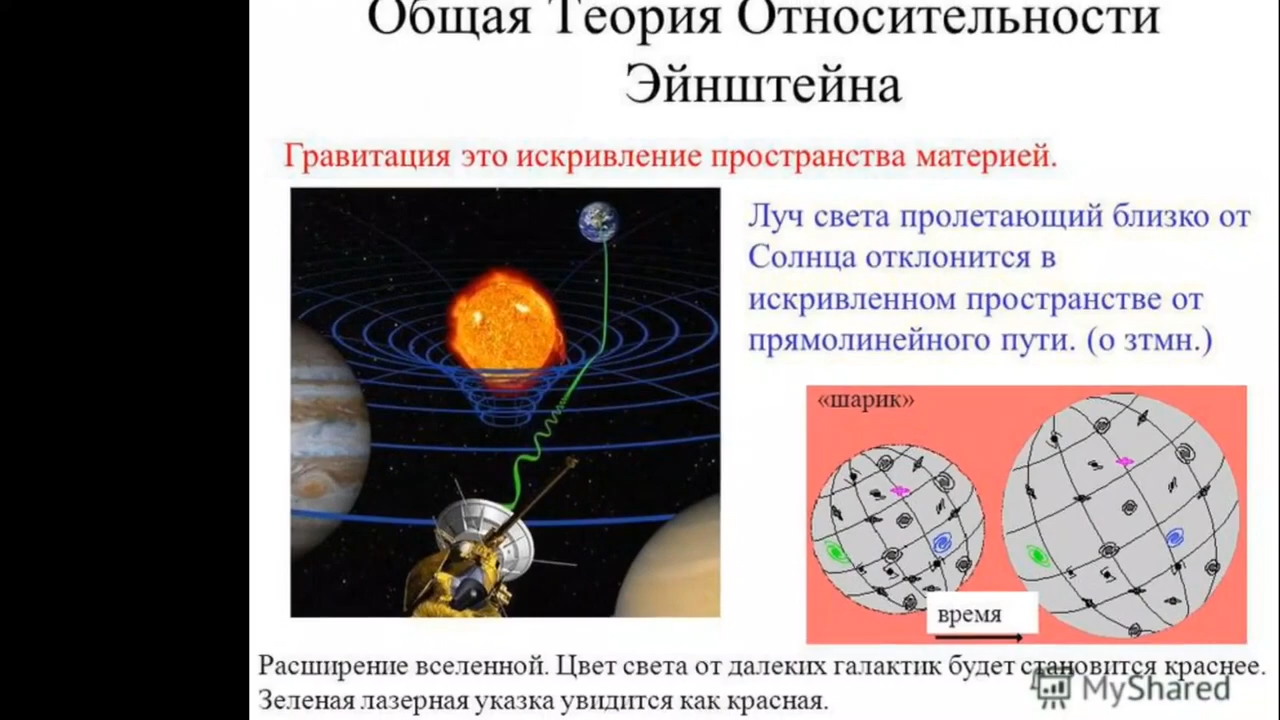 Общая Теория Относительности
Эйнштейна
Гравитация это искривление пространства материей.
Луч света пролетающий близко от
Солнца отклонится в
искривленном пространстве от
прямолинейного пути. (о зтмн.)
«шарик»
время
Расширение вселенной. Цвет света от далеких галактик будет становится краснее.
Зеленая лазерная указка увидится как красная.
MyShared